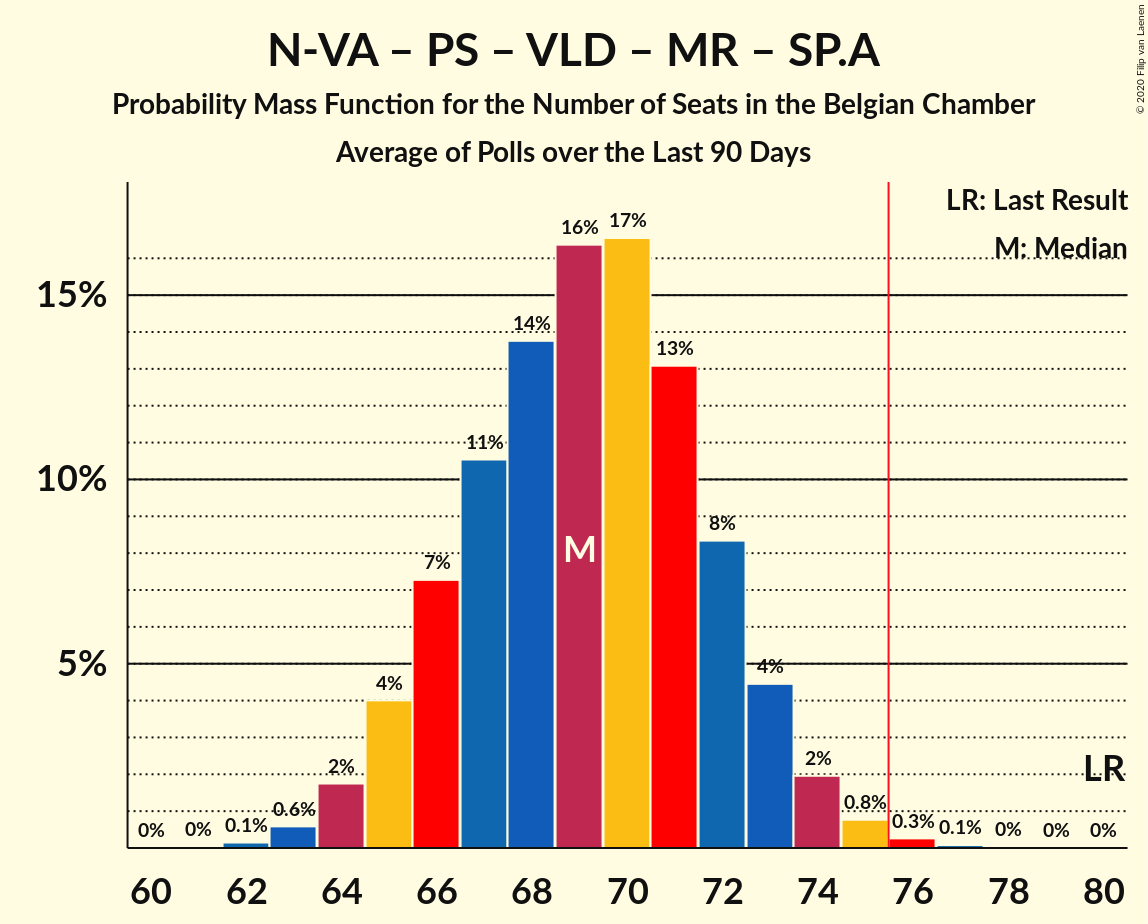 N-VA – PS – VLD – MR – SP.A
Probability Mass Function for the Number of Seats in the Belgian Chamber
Average of Polls over the Last 90 Days
© 2020 Filip van Laenen
LR: Last Result
M: Median
15%
10%
5%
0%
0%
0.1%
0.6%
2%
4%
7%
11%
14%
16%
17%
13%
8%
4%
2%
0.8%
0.3%
0.1%
0%
0%
0%
M
LR
60 62 64 66 68 70 72 74 76 78 80